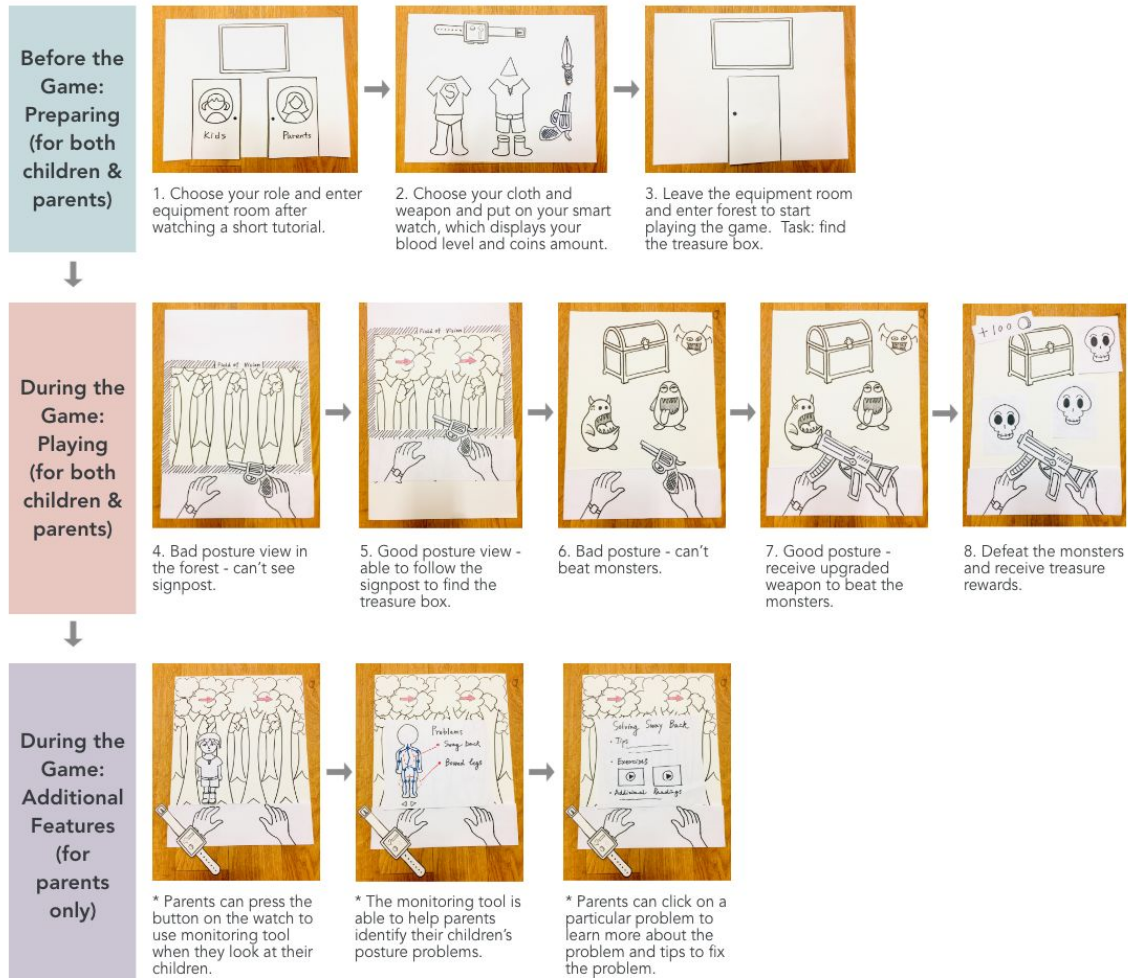 Before the
Game:
Preparing
(for both
children &
parents)
Kids
Parents
S
1. Choose your role and enter
equipment room after
watching a short tutorial.
2. Choose your cloth and
weapon and put on your smart
watch, which displays your
blood level and coins amount.
3. Leave the equipment room
and enter forest to start
playing the game.  Task: find
the treasure box.
During the
Game:
Playing
(for both
children &
parents)
Field of Vision
Field of Vision
+100
4. Bad posture view in
the forest - can't see
signpost.
5. Good posture view -
able to follow the
signpost to find the
treasure box.
6. Bad posture - can't
beat monsters.
7. Good posture -
receive upgraded
weapon to beat the
monsters.
8. Defeat the monsters
and receive treasure
rewards.
During the
Game:
Additional
Features
(for
parents
only)
Problems
Sway back
Bowed legs
Solving Sway Back
• Tips
• Exercises
• Additional Readings
* Parents can press the
button on the watch to
use monitoring tool
when they look at their
children.
* The monitoring tool is
able to help parents
identify their children's
posture problems.
* Parents can click on a
particular problem to
learn more about the
problem and tips to fix
the problem.